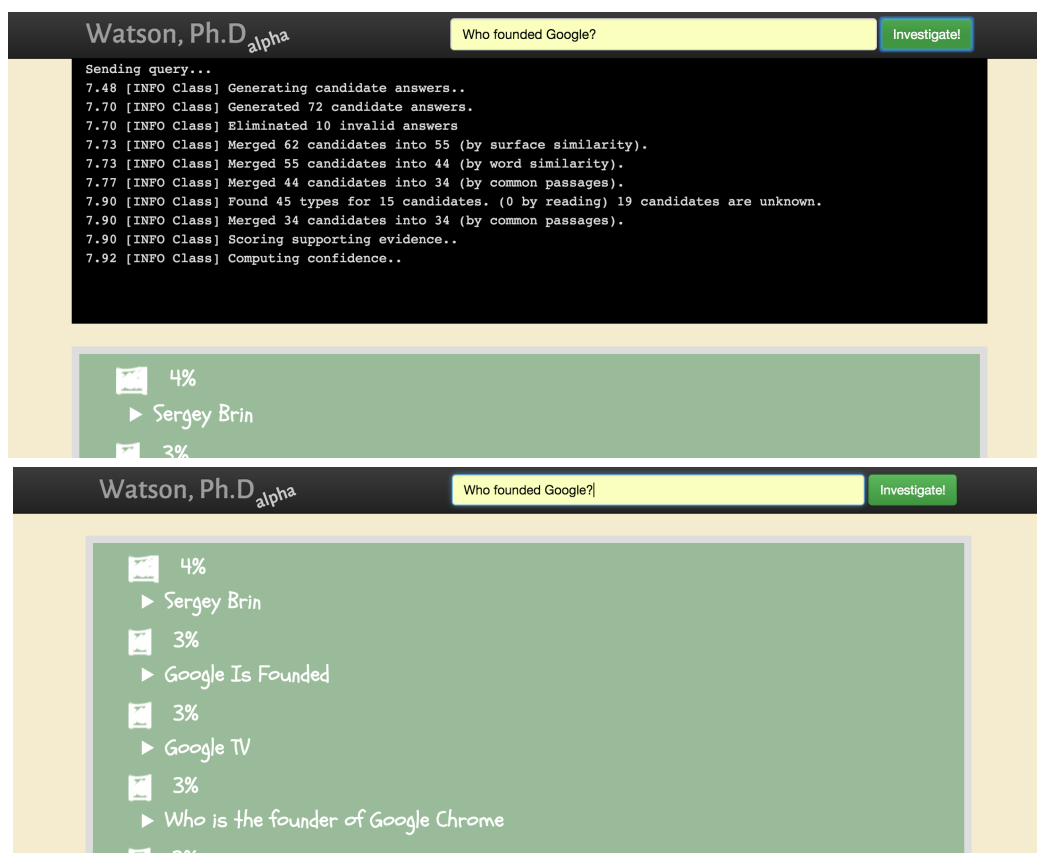 Watson, Ph.D alpha
Who founded Google?
Investigate!
Sending query...
7.48 [INFO Class] Generating candidate answers..
7.70 [INFO Class] Generated 72 candidate answers.
7.70 [INFO Class] Eliminated 10 invalid answers
7.73 [INFO Class] Merged 62 candidates into 55 (by surface similarity).
7.73 [INFO Class] Merged 55 candidates into 44 (by word similarity).
7.77 [INFO Class] Merged 44 candidates into 34 (by common passages).
7.90 [INFO Class] Found 45 types for 15 candidates. (0 by reading) 19 candidates are unknown.
7.90 [INFO Class] Merged 34 candidates into 34 (by common passages).
7.90 [INFO Class] Scoring supporting evidence..
7.92 [INFO Class] Computing confidence..
4%
Sergey Brin
3%
Watson, Ph.D alpha
Who founded Google?
Investigate!
4%
Sergey Brin
3%
Google Is Founded
3%
Google TV
3%
Who is the founder of Google Chrome